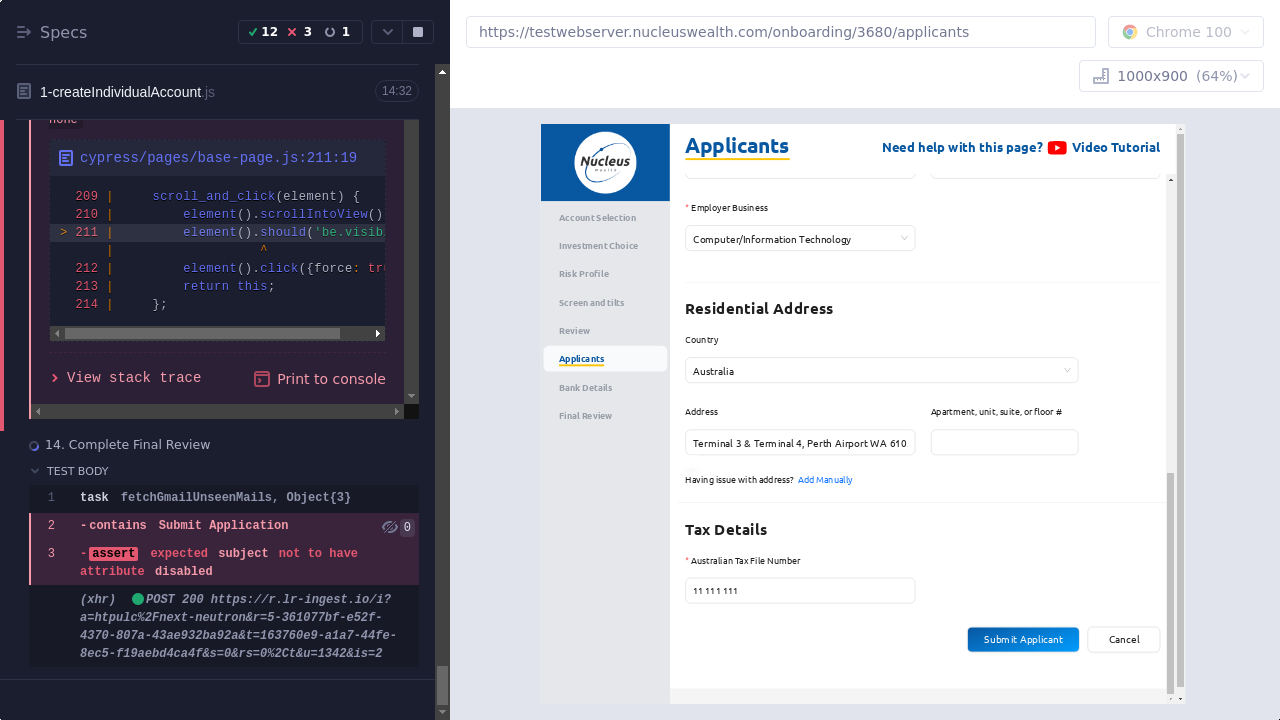 Specs
12
3
1
1-createIndividualAccount.js
14:32
none
cypress/pages/base-page.js:211:19
209 | scroll_and_click(element) {
210 | element().scrollIntoView()
> 211 | element().should('be.visib
| ^
212 | element().click({force: tru
213 | return this;
214 | };
View stack trace
Print to console
14. Complete Final Review
TEST BODY
1 task fetchGmailUnseenMails, Object{3}
2 -contains Submit Application 0
3 -assert expected subject not to have
attribute disabled
(xhr) POST 200 https://r.lr-ingest.io/i?
a=htpulc%2Fnext-neutron&r=5-361077bf-e52f-
4370-807a-43ae932ba92a&t=163760e9-a1a7-44fe-
8ec5-f19aebd4ca4f&s=0&rs=0%2Ct&u=1342&is=2
https://testwebserver.nucleuswealth.com/onboarding/3680/applicants
Chrome 100
1000x900 (64%)
Nucleus
Wealth
Account Selection
Investment Choice
Risk Profile
Screen and tilts
Review
Applicants
Bank Details
Final Review
Applicants
Need help with this page? Video Tutorial
* Employer Business
Computer/Information Technology
Residential Address
Country
Australia
Address
Apartment, unit, suite, or floor #
Terminal 3 & Terminal 4, Perth Airport WA 610
Having issue with address? Add Manually
Tax Details
* Australian Tax File Number
11 111 111
Submit Applicant
Cancel